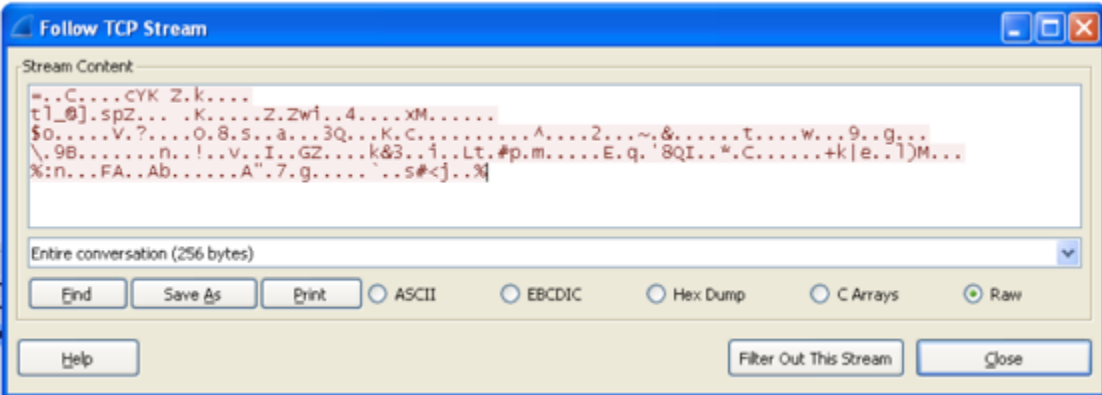 Follow TCP Stream
Stream Content
=..C....cYK Z.k....
tl_@].spZ... .K.....Z.Zwi..4....xM......
$o.....V.?....O.8.s..a...3Q...K.c..........^....2...~.&......t....w...9..g...
\.9B.......n..!..v..I..GZ....k&3..i..Lt.#p.m.....E.q.'8QI..*.C......+k|e..l)M...
%:n...FA..Ab......A".7.g.....`..s#<j..%
Entire conversation (256 bytes)
Find Save As Print ASCII EBCDIC Hex Dump C Arrays Raw
Help Filter Out This Stream Close